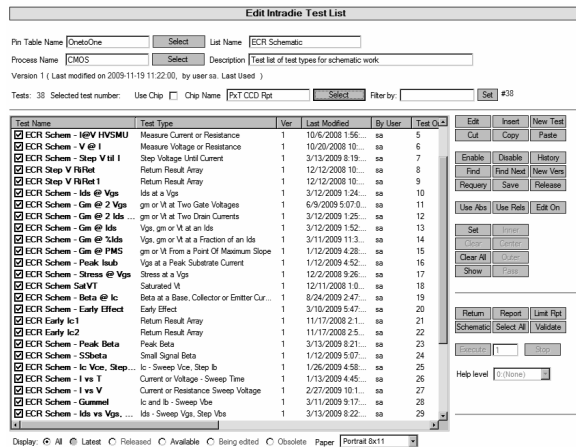 Edit Intradie Test List
Pin Table Name OnetoOne Select List Name ECR Schematic
Process Name CMOS Select Description Test list of test types for schematic work
Version 1 ( Last modified on 2009-11-19 11:22:00, by user sa. Last Used )
Tests: 38 Selected test number: Use Chip Chip Name PxT CCD Rpt Select Filter by: Set #38
Test Name Test Type Ver Last Modified By User Test Or
ECR Schem - I@V HVSMU Measure Current or Resistance 1 10/6/2008 1:56:... sa 5
ECR Schem - V @ I Measure Voltage or Resistance 1 10/20/2008 10:... sa 6
ECR Schem - Step V til I Step Voltage Until Current 1 3/13/2009 8:19:... sa 7
ECR Step V RiRet Return Result Array 1 12/12/2008 10:... sa 8
ECR Step V RiRet1 Return Result Array 1 12/12/2008 10:... sa 9
ECR Schem - Ids @ Vgs Ids at a Vgs 1 3/12/2009 1:24:... sa 10
ECR Schem - Gm @ 2 Vgs gm or Vt at Two Gate Voltages 1 6/9/2009 5:07:0... sa 11
ECR Schem - Gm @ 2 Ids ... gm or Vt at Two Drain Currents 1 3/12/2009 1:25:... sa 12
ECR Schem - Gm @ Ids Vgs, gm or Vt at an Ids 1 3/12/2009 1:52:... sa 13
ECR Schem - Gm @ %Ids Vgs, gm or Vt at a Fraction of an Ids 1 3/11/2009 11:3... sa 14
ECR Schem - Gm @ PMS gm or Vt From a Point Of Maximum Slope 1 1/12/2009 4:28:... sa 15
ECR Schem - Peak Isub Vgs at a Peak Substrate Current 1 1/12/2009 4:52:... sa 16
ECR Schem - Stress @ Vgs Stress at a Vgs 1 12/2/2008 9:26:... sa 17
ECR Schem SatVT Saturated Vt 1 12/11/2008 1:0... sa 18
ECR Schem - Beta @ Ic Beta at a Base, Collector or Emitter Cur... 1 8/24/2009 2:47:... sa 19
ECR Schem - Early Effect Early Effect 1 3/10/2009 5:47:... sa 20
ECR Early Ic1 Return Result Array 1 11/17/2008 2:1... sa 21
ECR Early Ic2 Return Result Array 1 11/17/2008 2:5... sa 22
ECR Schem - Peak Beta Peak Beta 1 3/13/2009 8:21:... sa 23
ECR Schem - SSbeta Small Signal Beta 1 1/12/2009 5:07:... sa 24
ECR Schem - Ic Vce, Step... Ic - Sweep Vce, Step Ib 1 1/26/2009 4:58:... sa 25
ECR Schem - I vs T Current or Voltage - Sweep Time 1 1/13/2009 4:45:... sa 26
ECR Schem - I vs V Current or Resistance Sweep Voltage 1 2/27/2009 10:1... sa 27
ECR Schem - Gummel Ic and Ib - Sweep Vbe 1 3/11/2009 9:17:... sa 28
ECR Schem - Ids vs Vgs, ... Ids - Sweep Vgs, Step Vbs 1 3/13/2009 8:22:... sa 29
Edit Insert New Test
Cut Copy Paste
Enable Disable History
Find Find Next New Vers
Requery Save Release
Use Abs Use Rels Edit On
Set Inner
Clear Center
Clear All Outer
Show Pass
Return Report Limit Rpt
Schematic Select All Validate
Execute 1 Stop
Help level 0:(None)
Display: All Latest Released Available Being edited Obsolete Paper Portrait 8x11